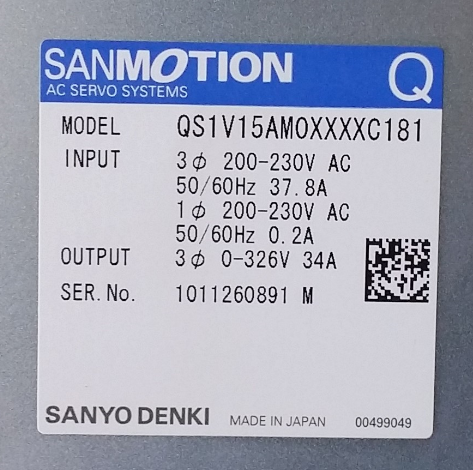 SANMOTION Q
AC SERVO SYSTEMS
MODEL QS1V15AM0XXXXC181
INPUT 3φ 200-230V AC
50/60Hz 37.8A
1φ 200-230V AC
50/60Hz 0.2A
OUTPUT 3φ 0-326V 34A
SER.No. 1011260891 M
SANYO DENKI MADE IN JAPAN 00499049